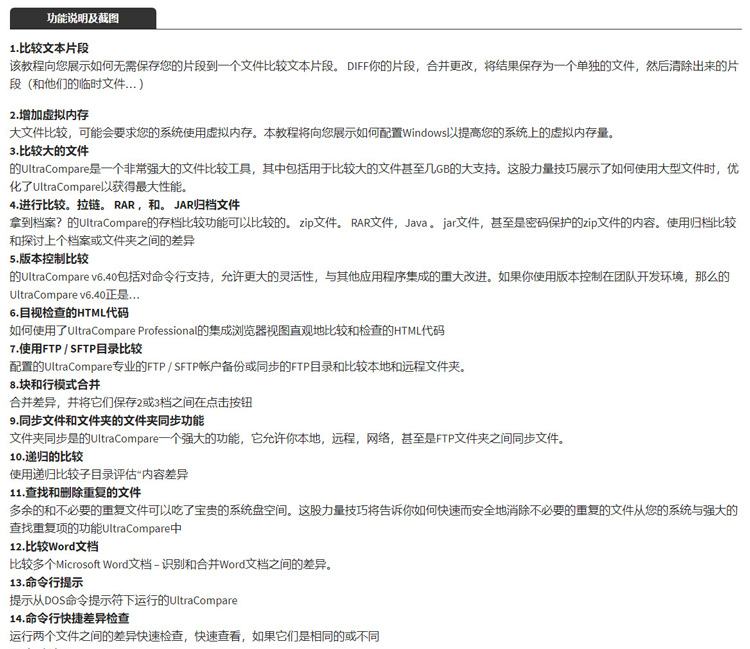 功能说明及截图
1.比较文本片段
该教程向您展示如何无需保存您的片段到一个文件比较文本片段。 DIFF你的片段，合并更改，将结果保存为一个单独的文件，然后清除出来的片
段（和他们的临时文件... ）
2.增加虚拟内存
大文件比较，可能会要求您的系统使用虚拟内存。本教程将向您展示如何配置Windows以提高您的系统上的虚拟内存量。
3.比较大的文件
的UltraCompare是一个非常强大的文件比较工具，其中包括用于比较大的文件甚至几GB的大支持。这股力量技巧展示了如何使用大型文件时，优
化了UltraCompare以获得最大性能。
4.进行比较。拉链。 RAR ，和。 JAR归档文件
拿到档案？的UltraCompare的存档比较功能可以比较的。 zip文件。 RAR文件，Java 。 jar文件，甚至是密码保护的zip文件的内容。使用归档比较
和探讨上个档案或文件夹之间的差异
5.版本控制比较
的UltraCompare v6.40包括对命令行支持，允许更大的灵活性，与其他应用程序集成的重大改进。如果你使用版本控制在团队开发环境，那么的
UltraCompare v6.40正是...
6.目视检查的HTML代码
如何使用了UltraCompare Professional的集成浏览器视图直观地比较和检查的HTML代码
7.使用FTP / SFTP目录比较
配置的UltraCompare专业的FTP / SFTP帐户备份或同步的FTP目录和比较本地和远程文件夹。
8.块和行模式合并
合并差异，并将它们保存2或3档之间在点击按钮
9.同步文件和文件夹的文件夹同步功能
文件夹同步是的UltraCompare一个强大的功能，它允许你本地，远程，网络，甚至是FTP文件夹之间同步文件。
10.递归的比较
使用递归比较子目录评估“内容差异
11.查找和删除重复的文件
多余的和不必要的重复文件可以吃了宝贵的系统盘空间。这股力量技巧将告诉你如何快速而安全地消除不必要的重复的文件从您的系统与强大的
查找重复项的功能UltraCompare中
12.比较Word文档
比较多个Microsoft Word文档 – 识别和合并Word文档之间的差异。
13.命令行提示
提示从DOS命令提示符下运行的UltraCompare
14.命令行快捷差异检查
运行两个文件之间的差异快速检查，快速查看，如果它们是相同的或不同